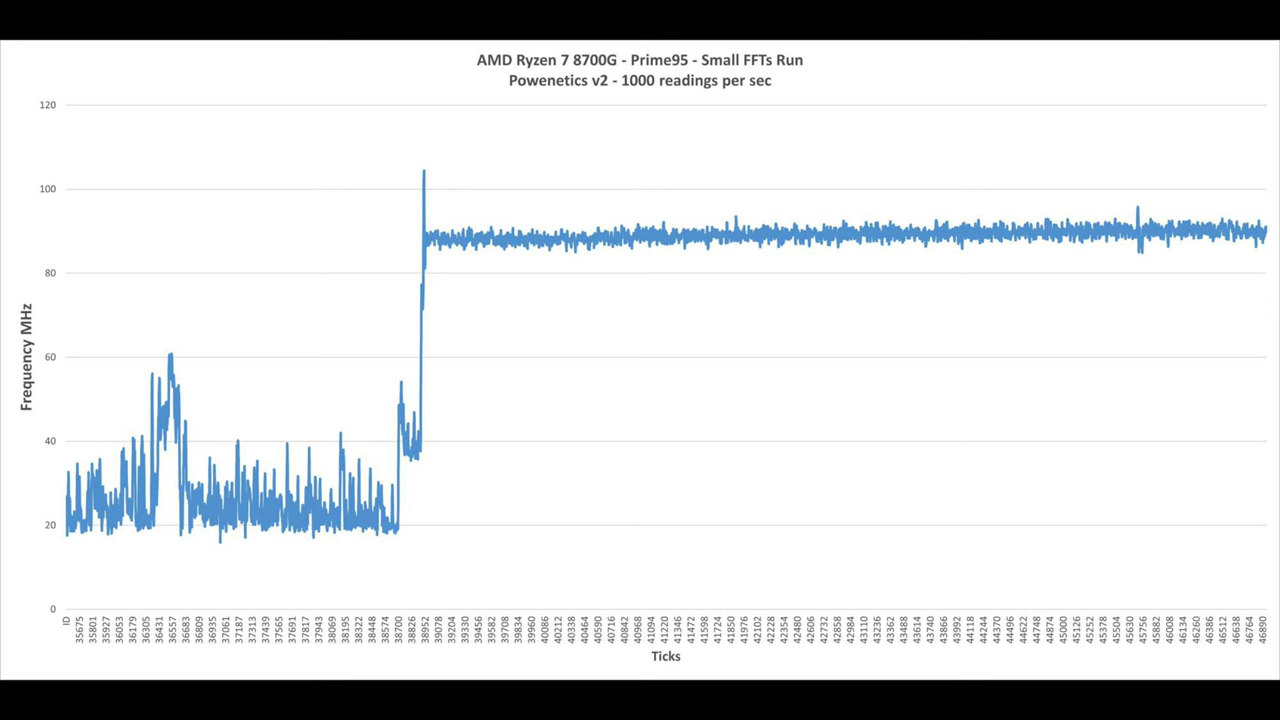 AMD Ryzen 7 8700G - Prime95 - Small FFTs Run
Powenetics v2 - 1000 readings per sec
120
100
80
60
40
20
0
Frequency MHz
ID 35675 35801 35927 36053 36179 36305 36431 36557 36683 36809 36935 37061 37187 37313 37439 37565 37691 37817 37943 38069 38195 38322 38448 38574 38700 38826 38952 39078 39204 39330 39456 39582 39708 39834 39960 40086 40212 40338 40464 40590 40716 40842 40968 41094 41220 41346 41472 41598 41724 41850 41976 42102 42228 42354 42480 42606 42732 42858 42984 43110 43236 43362 43488 43614 43740 43866 43992 44118 44244 44370 44496 44622 44748 44874 45000 45126 45252 45378 45504 45630 45756 45882 46008 46134 46260 46386 46512 46638 46764 46890
Ticks